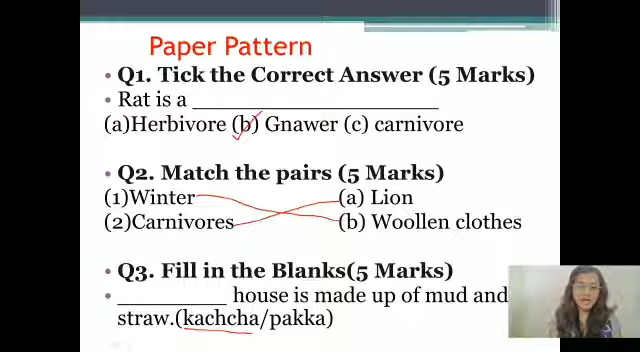 Paper Pattern
• Q1. Tick the Correct Answer (5 Marks)
• Rat is a ______________________
(a)Herbivore (b) Gnawer (c) carnivore
• Q2. Match the pairs (5 Marks)
(1)Winter (a) Lion
(2)Carnivores (b) Woollen clothes
• Q3. Fill in the Blanks(5 Marks)
• _________ house is made up of mud and
straw.(kachcha/pakka)